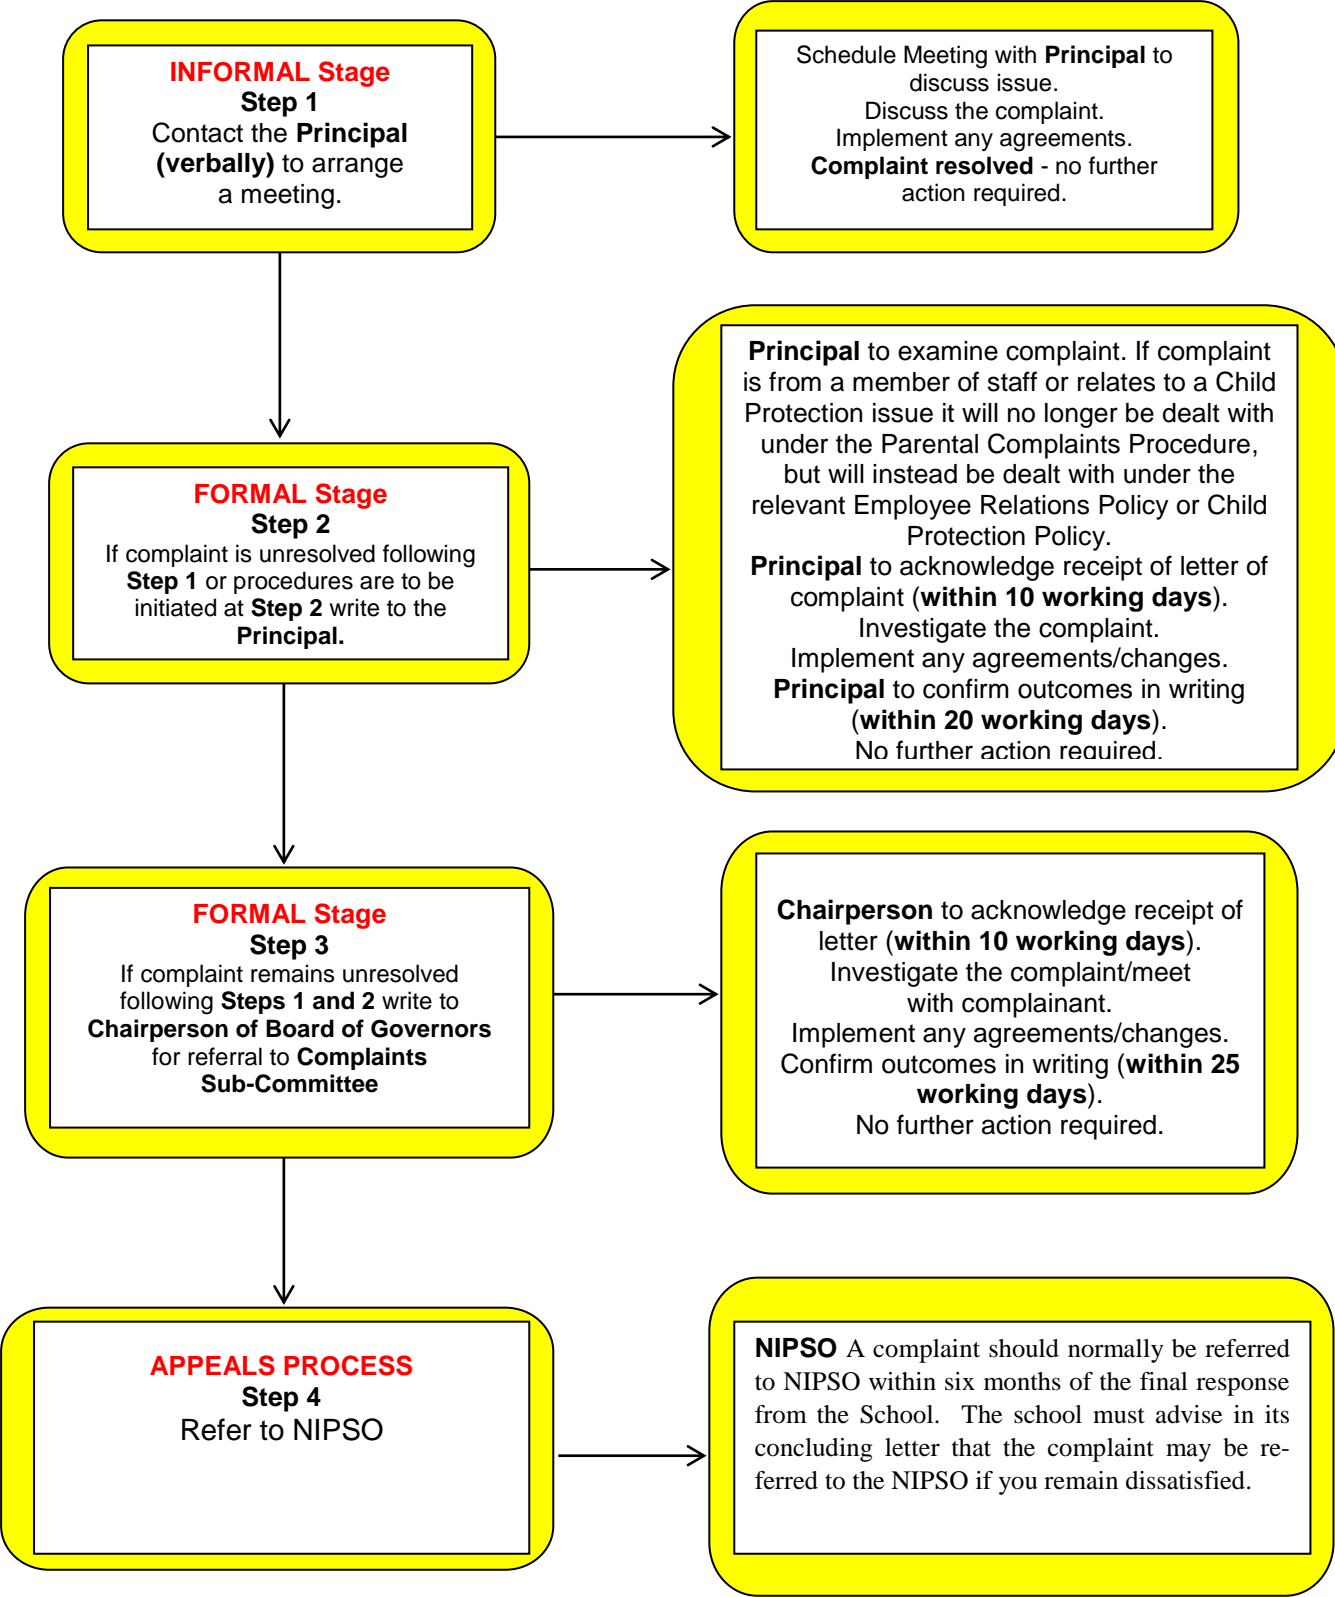 INFORMAL Stage
Step 1
Contact the Principal
(verbally) to arrange
a meeting.
Schedule Meeting with Principal to
discuss issue.
Discuss the complaint.
Implement any agreements.
Complaint resolved - no further
action required.
FORMAL Stage
Step 2
If complaint is unresolved following
Step 1 or procedures are to be
initiated at Step 2 write to the
Principal.
Principal to examine complaint. If complaint
is from a member of staff or relates to a Child
Protection issue it will no longer be dealt with
under the Parental Complaints Procedure,
but will instead be dealt with under the
relevant Employee Relations Policy or Child
Protection Policy.
Principal to acknowledge receipt of letter of
complaint (within 10 working days).
Investigate the complaint.
Implement any agreements/changes.
Principal to confirm outcomes in writing
(within 20 working days).
No further action required.
FORMAL Stage
Step 3
If complaint remains unresolved
following Steps 1 and 2 write to
Chairperson of Board of Governors
for referral to Complaints
Sub-Committee
Chairperson to acknowledge receipt of
letter (within 10 working days).
Investigate the complaint/meet
with complainant.
Implement any agreements/changes.
Confirm outcomes in writing (within 25
working days).
No further action required.
APPEALS PROCESS
Step 4
Refer to NIPSO
NIPSO A complaint should normally be referred
to NIPSO within six months of the final response
from the School. The school must advise in its
concluding letter that the complaint may be re-
ferred to the NIPSO if you remain dissatisfied.